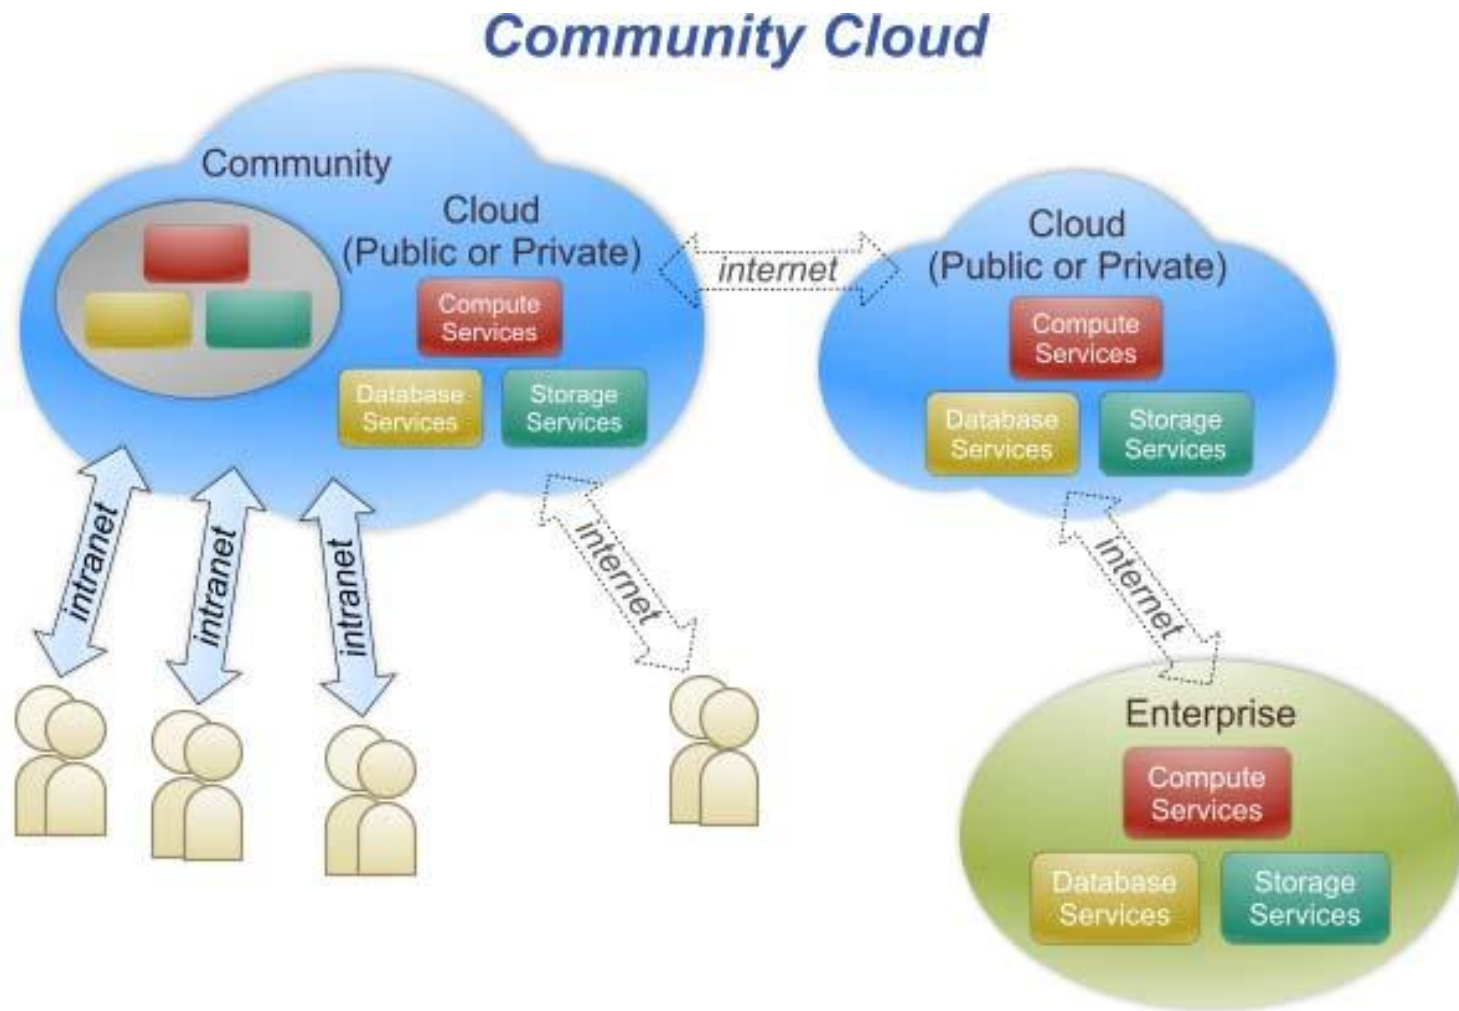 Community Cloud
Community
Cloud
(Public or Private)
Compute
Services
Database
Services
Storage
Services
internet
Cloud
(Public or Private)
Compute
Services
Database
Services
Storage
Services
intranet
intranet
intranet
internet
internet
Enterprise
Compute
Services
Database
Services
Storage
Services